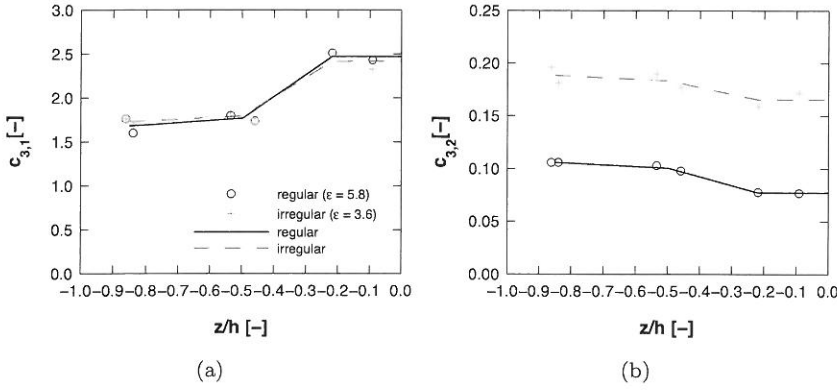 3.0
2.5
2.0
1.5
1.0
0.5
0.0
c3,1 [−]
regular (ε = 5.8)
irregular (ε = 3.6)
regular
irregular
−1.0−0.9−0.8−0.7−0.6−0.5−0.4−0.3−0.2−0.1 0.0
z/h [−]
(a)
0.25
0.20
0.15
0.10
0.05
0.00
c3,2 [−]
−1.0−0.9−0.8−0.7−0.6−0.5−0.4−0.3−0.2−0.1 0.0
z/h [−]
(b)